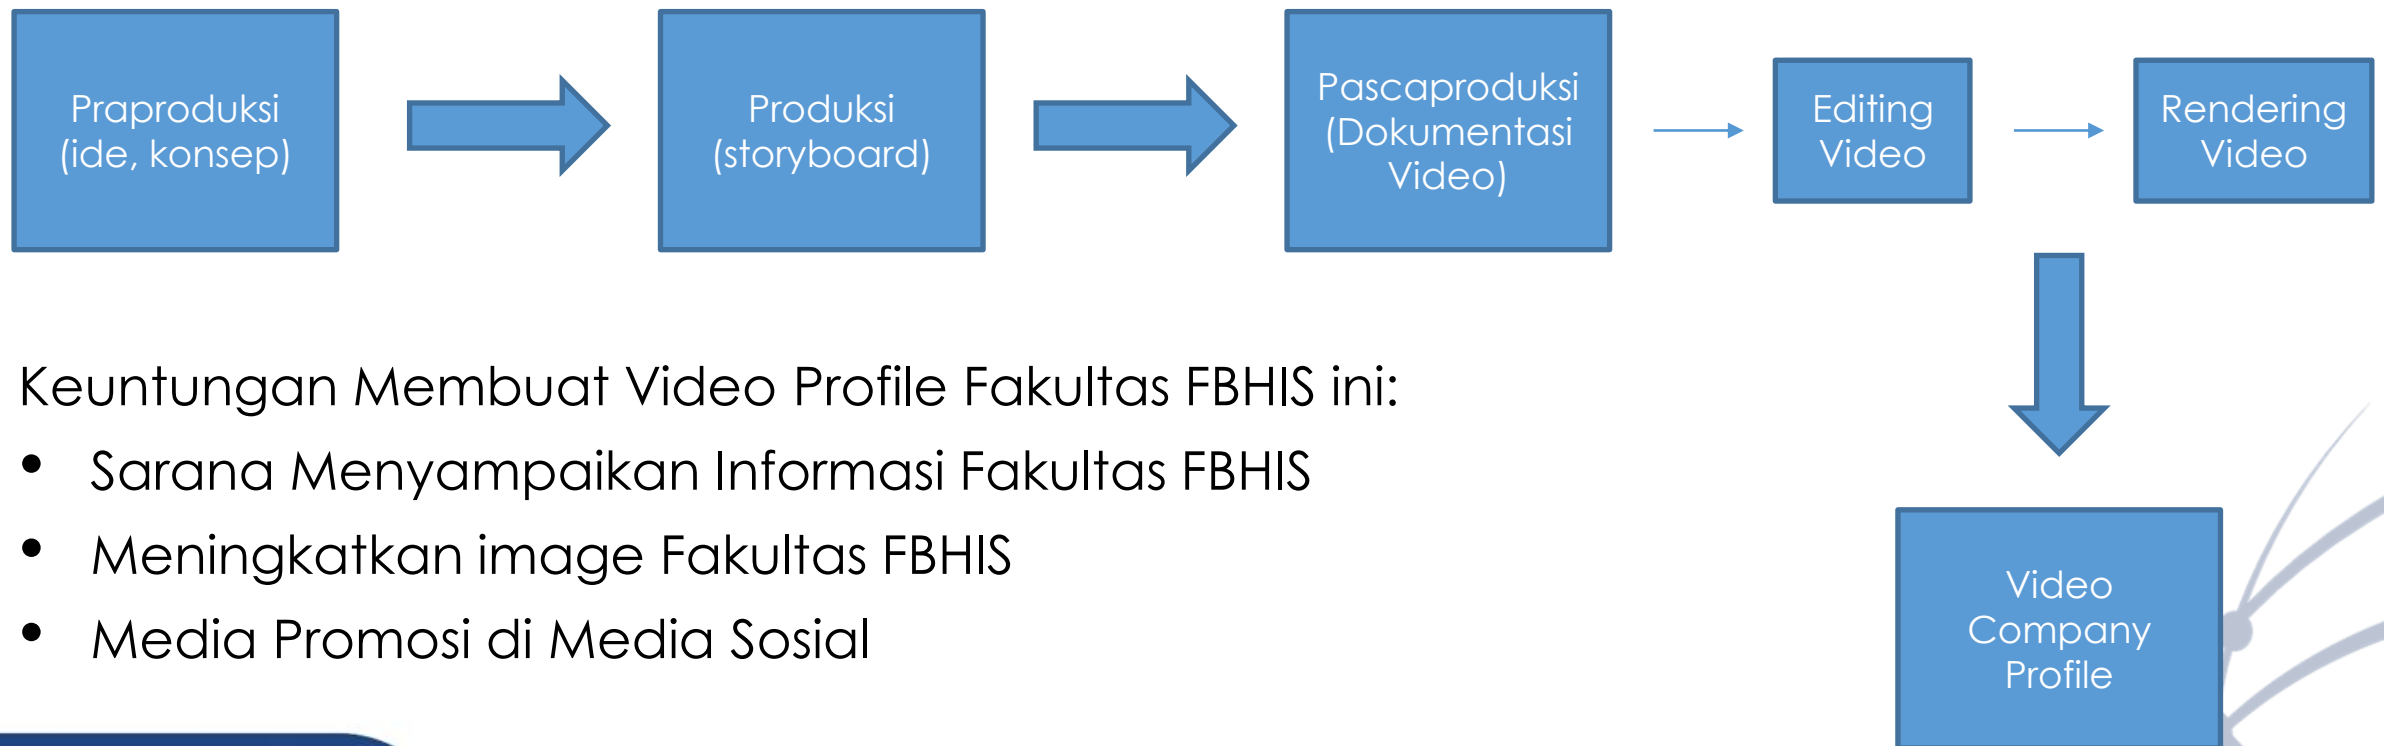 Praproduksi
(ide, konsep)
Produksi
(storyboard)
Pascaproduksi
(Dokumentasi
Video)
Editing
Video
Rendering
Video
Keuntungan Membuat Video Profile Fakultas FBHIS ini:
• Sarana Menyampaikan Informasi Fakultas FBHIS
• Meningkatkan image Fakultas FBHIS
• Media Promosi di Media Sosial
Video
Company
Profile